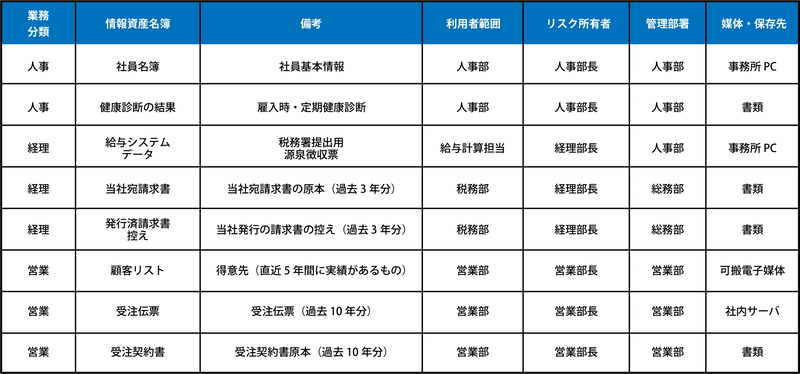 業務分類 情報資産名簿 備考 利用者範囲 リスク所有者 管理部署 媒体・保存先
人事 社員名簿 社員基本情報 人事部 人事部長 人事部 事務所PC
人事 健康診断の結果 雇入時・定期健康診断 人事部 人事部長 人事部 書類
経理 給与システムデータ 税務署提出用源泉徴収票 給与計算担当 経理部長 人事部 事務所PC
経理 当社宛請求書 当社宛請求書の原本（過去3年分） 税務部 経理部長 総務部 書類
経理 発行済請求書控え 当社発行の請求書の控え（過去3年分） 税務部 経理部長 総務部 書類
営業 顧客リスト 得意先（直近5年間に実績があるもの） 営業部 営業部長 営業部 可搬電子媒体
営業 受注伝票 受注伝票（過去10年分） 営業部 営業部長 営業部 社内サーバ
営業 受注契約書 受注契約書原本（過去10年分） 営業部 営業部長 営業部 書類